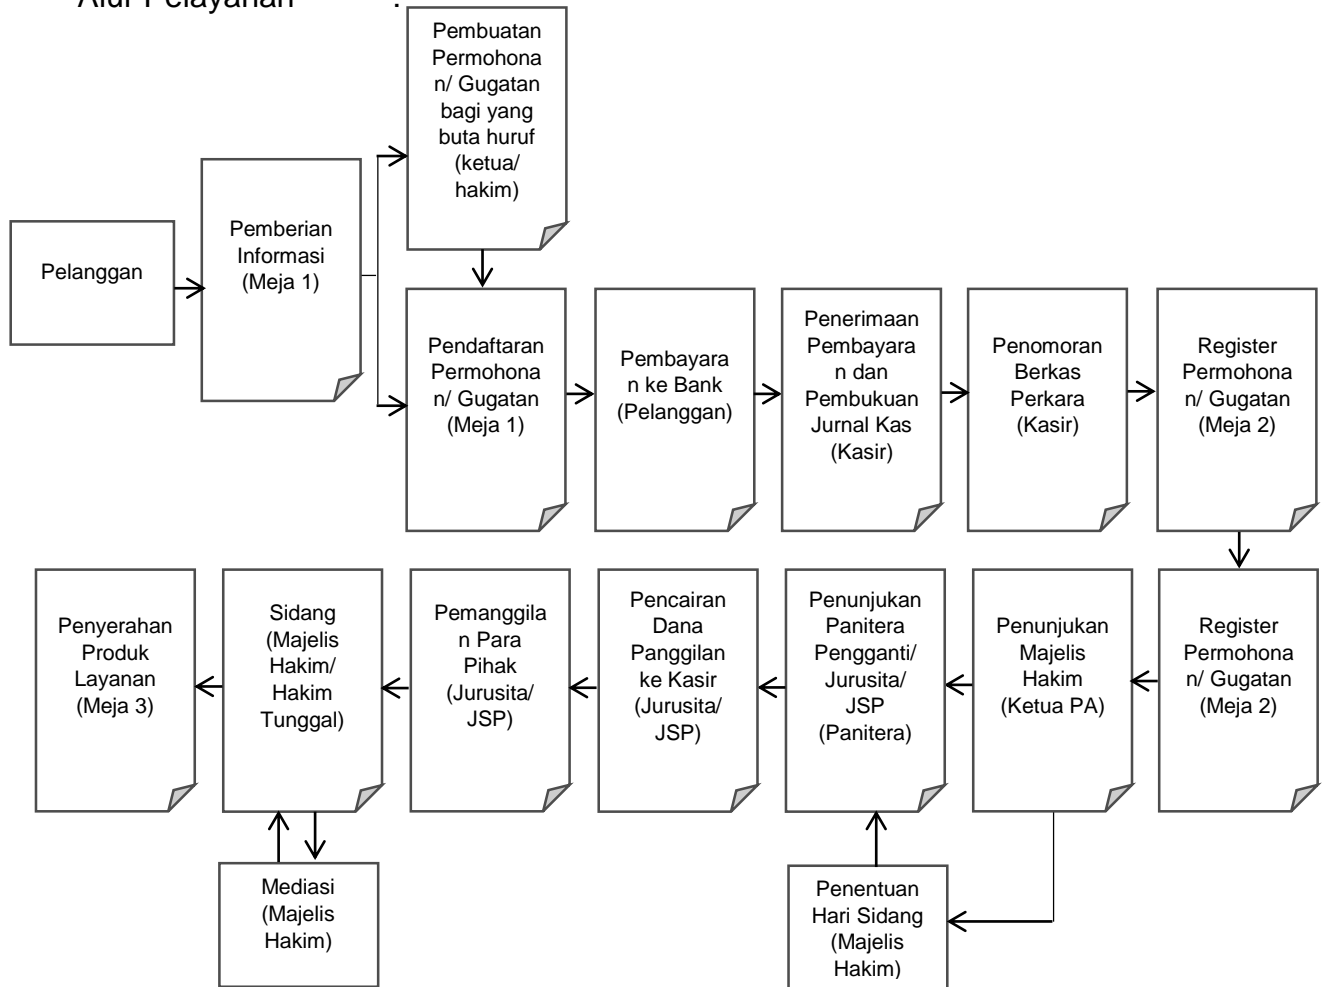 Alur Pelayanan :
Pembuatan
Permohona
n/ Gugatan
bagi yang
buta huruf
(ketua/
hakim)
Pelanggan
Pemberian
Informasi
(Meja 1)
Pendaftaran
Permohona
n/ Gugatan
(Meja 1)
Pembayara
n ke Bank
(Pelanggan)
Penerimaan
Pembayara
n dan
Pembukuan
Jurnal Kas
(Kasir)
Penomoran
Berkas
Perkara
(Kasir)
Register
Permohona
n/ Gugatan
(Meja 2)
Penyerahan
Produk
Layanan
(Meja 3)
Sidang
(Majelis
Hakim/
Hakim
Tunggal)
Pemanggila
n Para
Pihak
(Jurusita/
JSP)
Pencairan
Dana
Panggilan
ke Kasir
(Jurusita/
JSP)
Penunjukan
Panitera
Pengganti/
Jurusita/
JSP
(Panitera)
Penunjukan
Majelis
Hakim
(Ketua PA)
Register
Permohona
n/ Gugatan
(Meja 2)
Mediasi
(Majelis
Hakim)
Penentuan
Hari Sidang
(Majelis
Hakim)